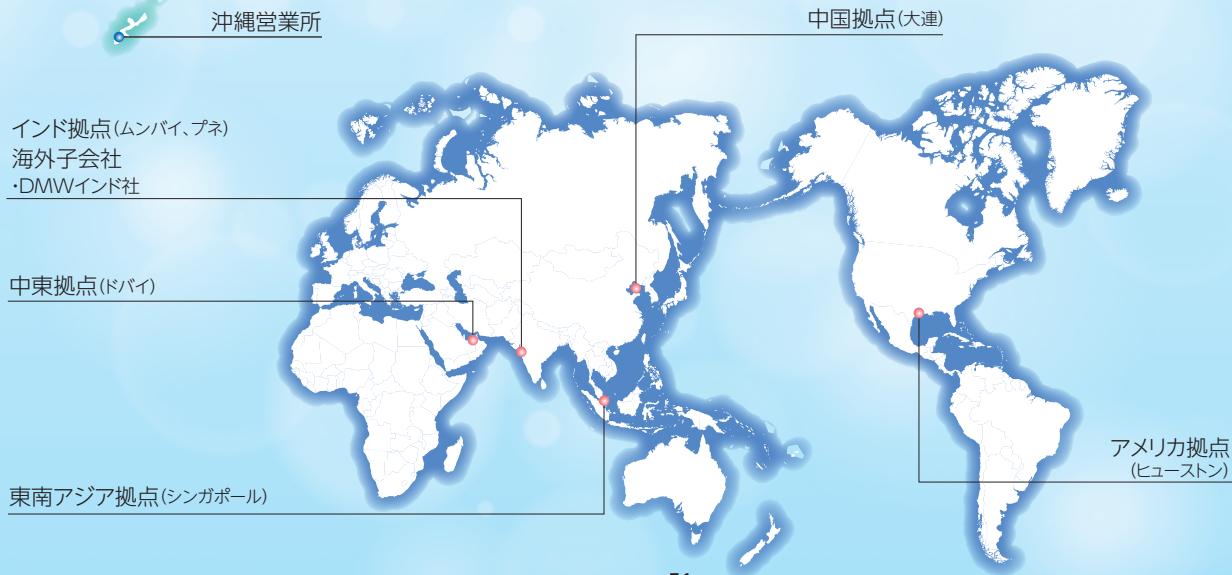 沖縄営業所
中国拠点(大連)
インド拠点(ムンバイ、プネ)
海外子会社
・DMWインド社
中東拠点(ドバイ)
東南アジア拠点(シンガポール)
アメリカ拠点
(ヒューストン)